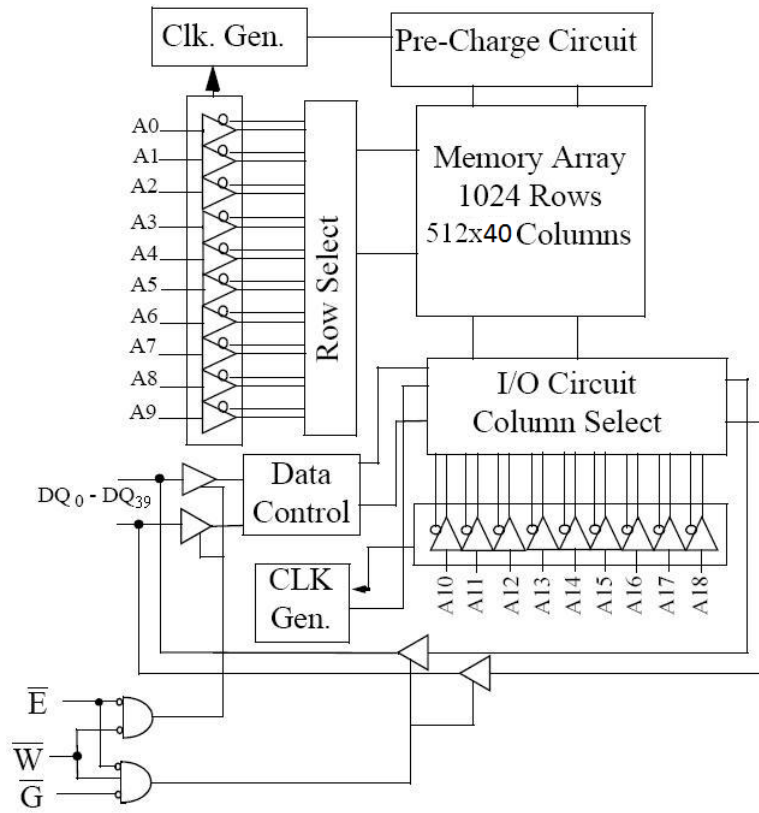 Clk. Gen.
Pre-Charge Circuit
A0
A1
A2
A3
A4
A5
A6
A7
A8
A9
Row Select
Memory Array
1024 Rows
512x40 Columns
I/O Circuit
Column Select
DQ0 - DQ39
Data
Control
CLK
Gen.
A10
A11
A12
A13
A14
A15
A16
A17
A18
E̅
W̅
G̅